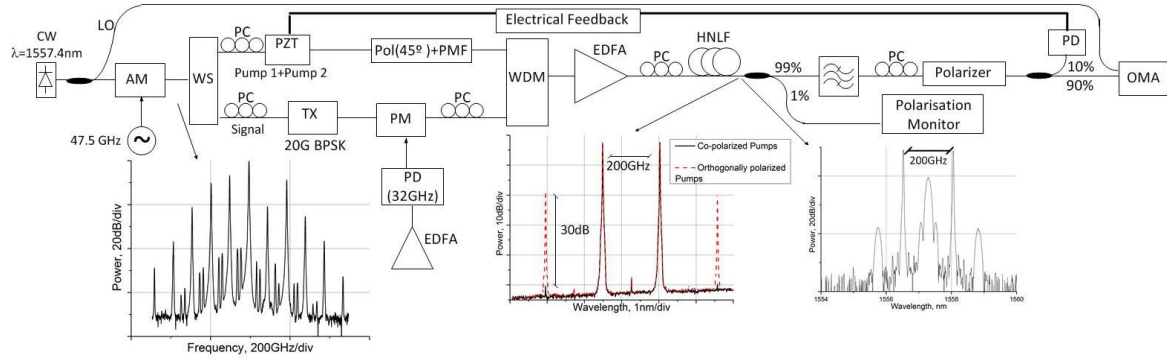 Electrical Feedback
CW
λ=1557.4nm
LO
AM
47.5 GHz
WS
PC
PZT
Pump 1+Pump 2
Pol(45º )+PMF
PC
Signal
TX
20G BPSK
PM
PC
PD
(32GHz)
EDFA
WDM
EDFA
PC
HNLF
99%
1%
PC
Polarizer
PD
10%
90%
OMA
Polarisation
Monitor
Power, 20dB/div
Frequency, 200GHz/div
Power, 10dB/div
200GHz
30dB
Co-polarized Pumps
Orthogonally polarized
Pumps
Wavelength, 1nm/div
Power, 20dB/div
200GHz
1554
1556
1558
1560
Wavelength, nm